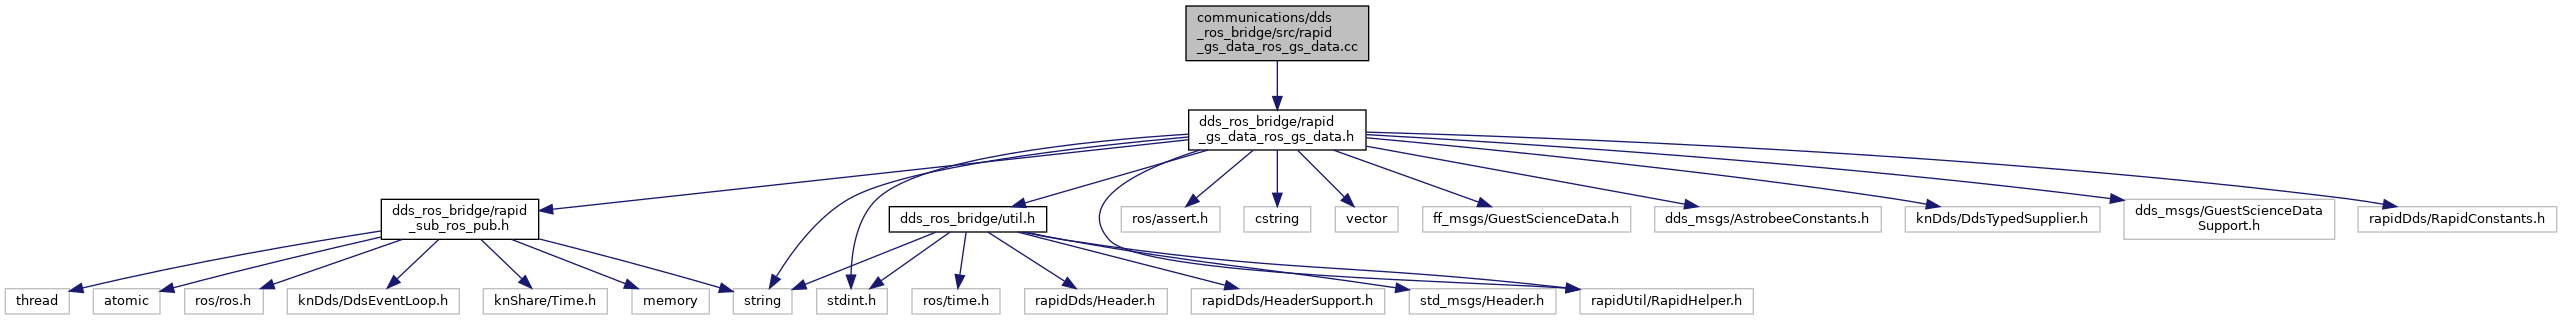 communications/dds
_ros_bridge/src/rapid
_gs_data_ros_gs_data.cc
dds_ros_bridge/rapid
_gs_data_ros_gs_data.h
dds_ros_bridge/rapid
_sub_ros_pub.h
dds_ros_bridge/util.h
ros/assert.h
cstring
vector
ff_msgs/GuestScienceData.h
dds_msgs/AstrobeeConstants.h
knDds/DdsTypedSupplier.h
dds_msgs/GuestScienceData
Support.h
rapidDds/RapidConstants.h
thread
atomic
ros/ros.h
knDds/DdsEventLoop.h
knShare/Time.h
memory
string
stdint.h
ros/time.h
rapidDds/Header.h
rapidDds/HeaderSupport.h
std_msgs/Header.h
rapidUtil/RapidHelper.h